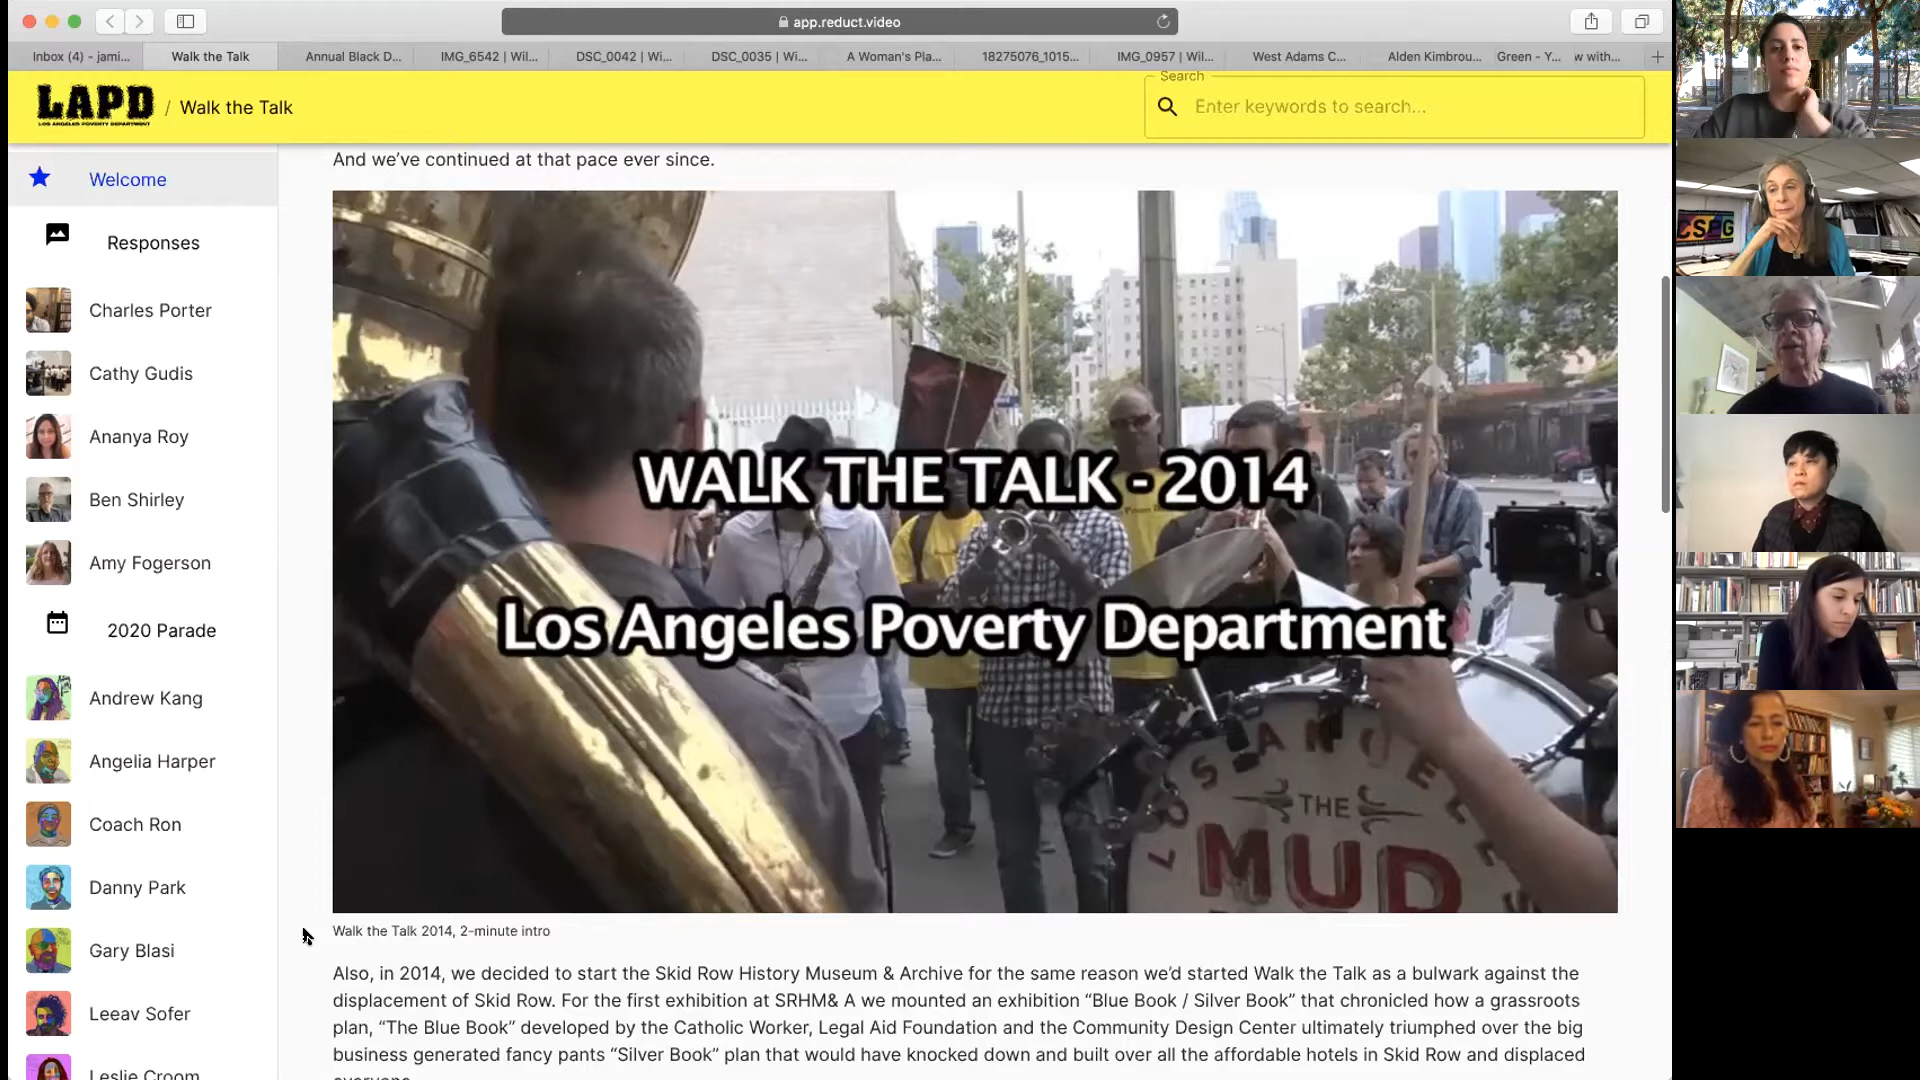 app.reduct.video
Inbox (4) - jami...
Walk the Talk
Annual Black D...
IMG_6542 | Wil...
DSC_0042 | Wi...
DSC_0035 | Wi...
A Woman's Pla...
18275076_1015...
IMG_0957 | Wil...
West Adams C...
Alden Kimbrou...
Green - Y...
w with...
LAPD
LOS ANGELES POVERTY DEPARTMENT
/ Walk the Talk
Search
Enter keywords to search...
Welcome
Responses
Charles Porter
Cathy Gudis
Ananya Roy
Ben Shirley
Amy Fogerson
2020 Parade
Andrew Kang
Angelia Harper
Coach Ron
Danny Park
Gary Blasi
Leeav Sofer
Leslie Croom
And we’ve continued at that pace ever since.
WALK THE TALK - 2014
Los Angeles Poverty Department
LOS ANGELE
THE
MUD
Walk the Talk 2014, 2-minute intro
Also, in 2014, we decided to start the Skid Row History Museum & Archive for the same reason we’d started Walk the Talk as a bulwark against the
displacement of Skid Row. For the first exhibition at SRHM& A we mounted an exhibition “Blue Book / Silver Book” that chronicled how a grassroots
plan, “The Blue Book” developed by the Catholic Worker, Legal Aid Foundation and the Community Design Center ultimately triumphed over the big
business generated fancy pants “Silver Book” plan that would have knocked down and built over all the affordable hotels in Skid Row and displaced
everyone.
CSPG